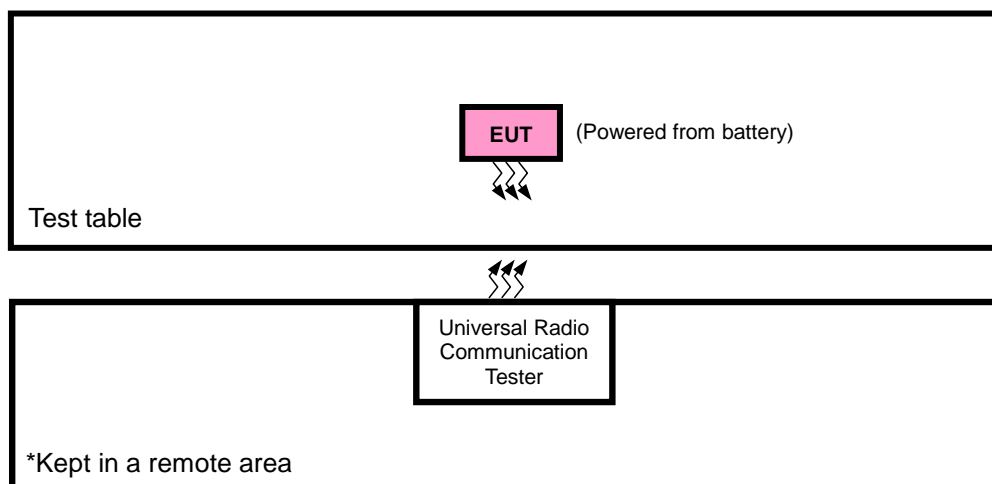 EUT
(Powered from battery)
Test table
Universal Radio
Communication
Tester
*Kept in a remote area